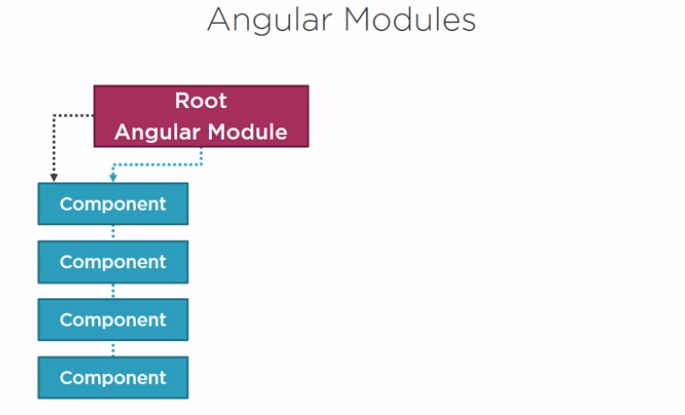 Angular Modules
Root
Angular Module
Component
Component
Component
Component